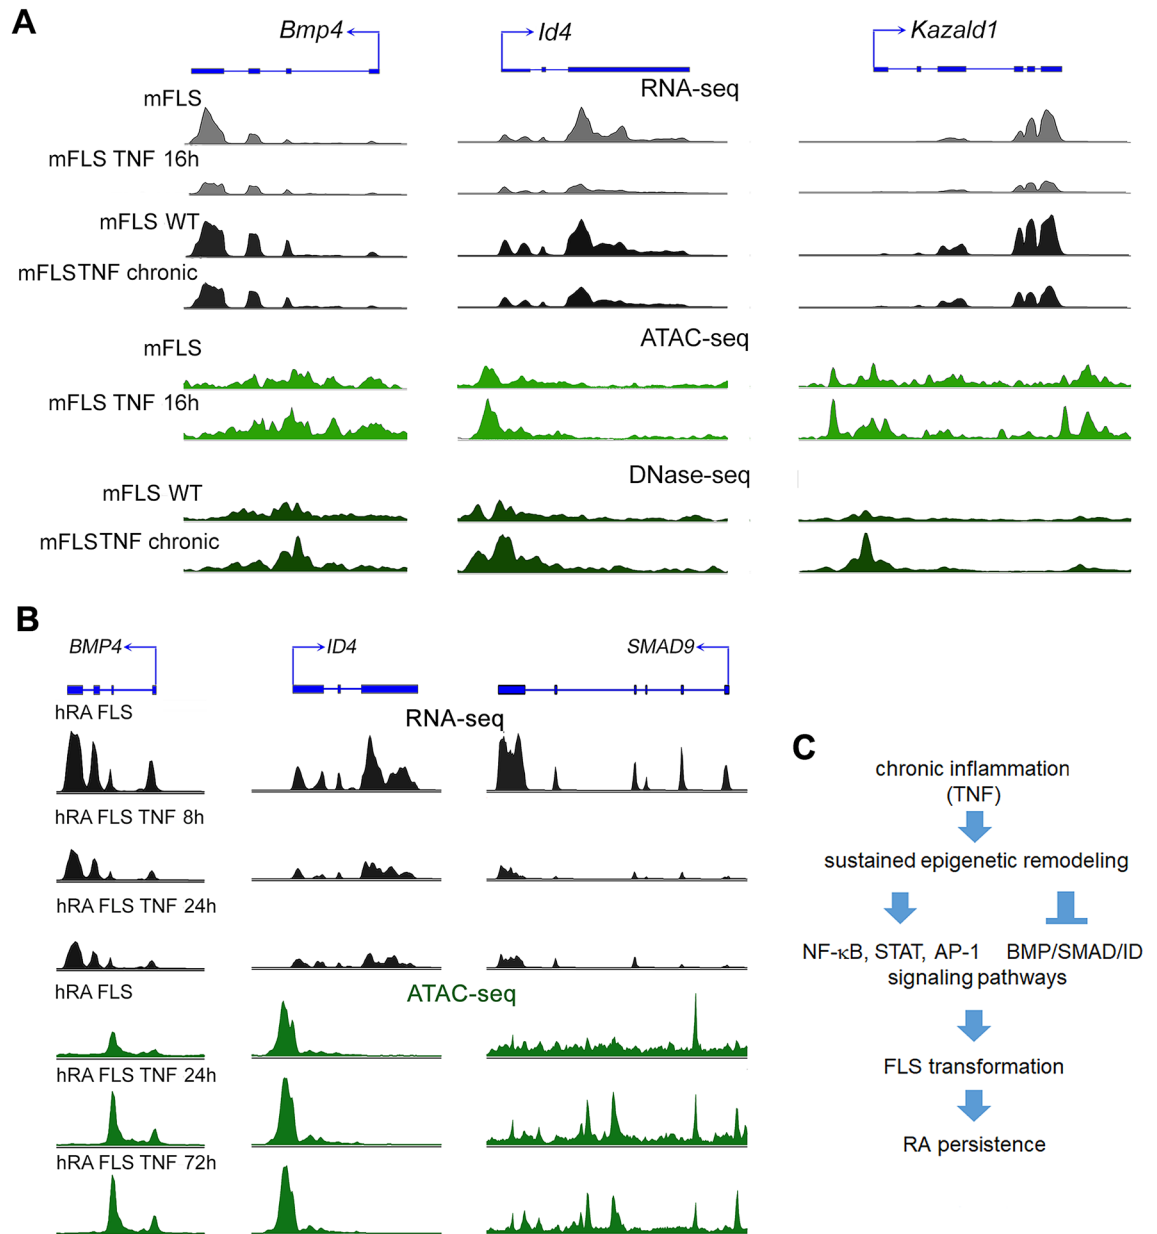 A
Bmp4
Id4
Kazald1
RNA-seq
mFLS
mFLS TNF 16h
mFLS WT
mFLSTNF chronic
ATAC-seq
mFLS
mFLS TNF 16h
DNase-seq
mFLS WT
mFLSTNF chronic
B
BMP4
ID4
SMAD9
hRA FLS
RNA-seq
hRA FLS TNF 8h
hRA FLS TNF 24h
hRA FLS
ATAC-seq
hRA FLS TNF 24h
hRA FLS TNF 72h
C
chronic inflammation
(TNF)
sustained epigenetic remodeling
NF-κB, STAT, AP-1 BMP/SMAD/ID
signaling pathways
FLS transformation
RA persistence